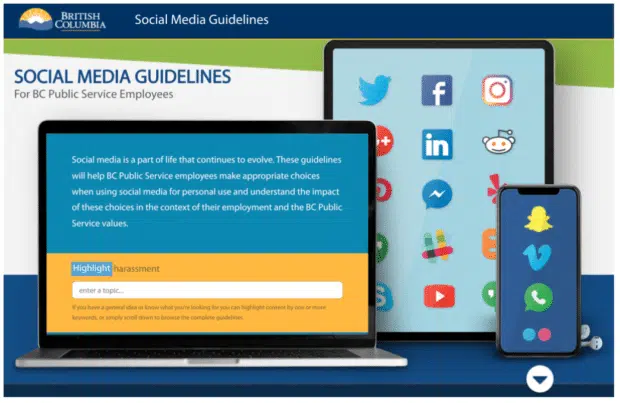 BRITISH
COLUMBIA
Social Media Guidelines
SOCIAL MEDIA GUIDELINES
For BC Public Service Employees
Social media is a part of life that continues to evolve. These guidelines
will help BC Public Service employees make appropriate choices
when using social media for personal use and understand the impact
of these choices in the context of their employment and the BC Public
Service values.
Highlight harassment
enter a topic...
If you have a general idea or know what you're looking for you can highlight content by one or more
keywords, or simply scroll down to browse the complete guidelines.